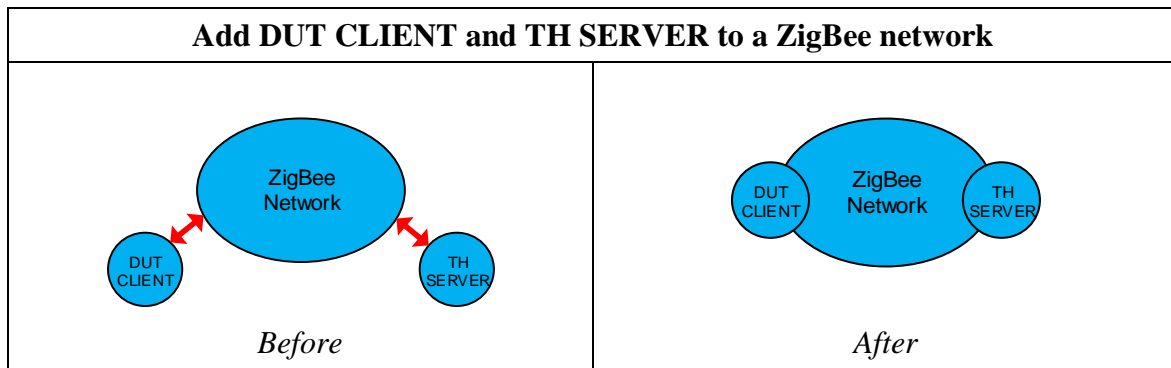 Add DUT CLIENT and TH SERVER to a ZigBee network
ZigBee
Network
DUT
CLIENT
TH
SERVER
Before
DUT
CLIENT
ZigBee
Network
TH
SERVER
After